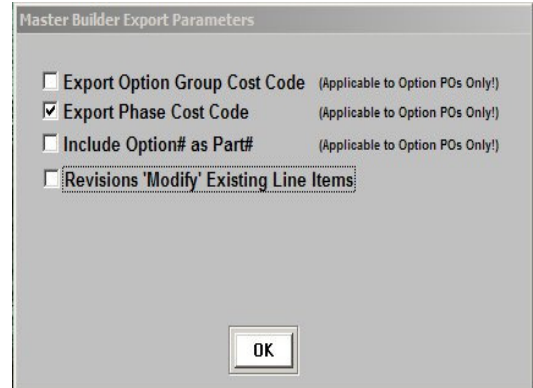 Master Builder Export Parameters
Export Option Group Cost Code (Applicable to Option POs Only!)
Export Phase Cost Code (Applicable to Option POs Only!)
Include Option# as Part# (Applicable to Option POs Only!)
Revisions 'Modify' Existing Line Items
OK